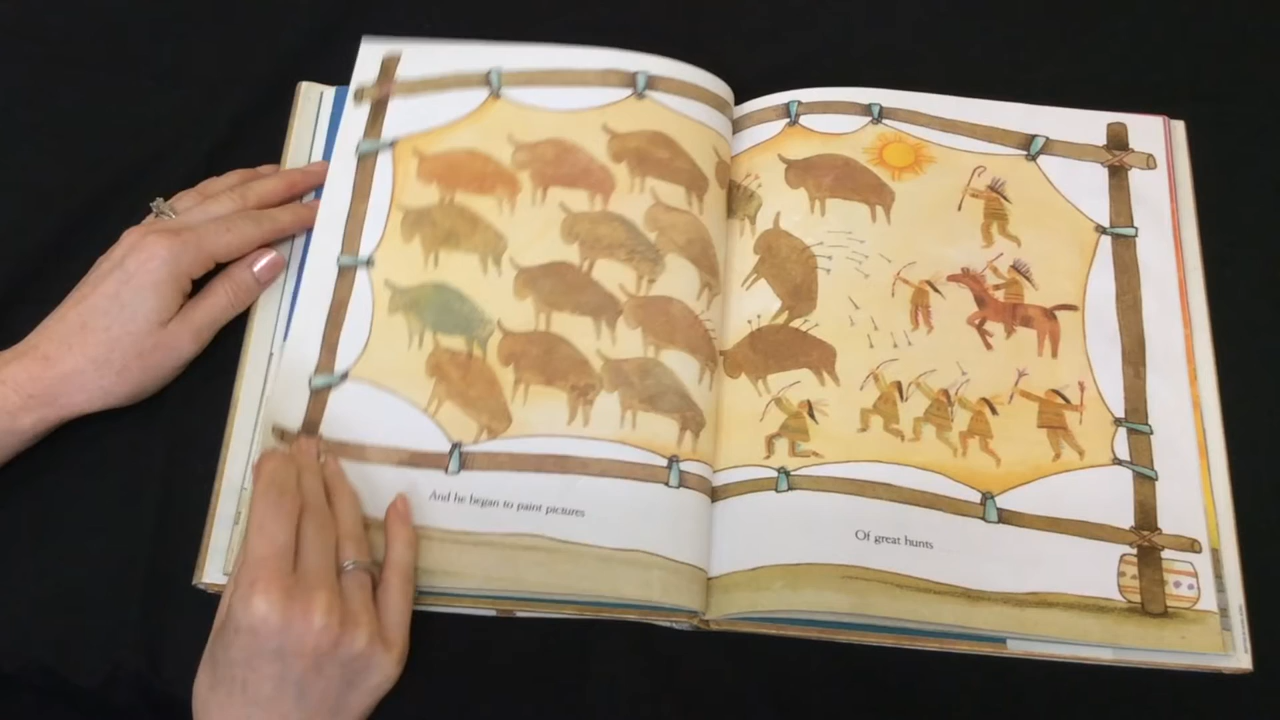 And he began to paint pictures
Of great hunts